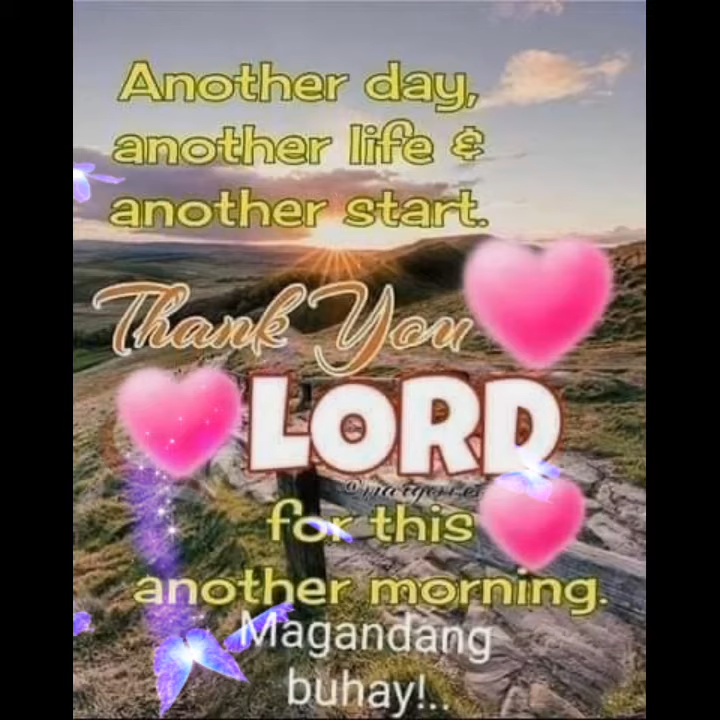 Another day,
another life &
another start.
Thank You
LORD
for this
another morning.
Magandang
buhay!..